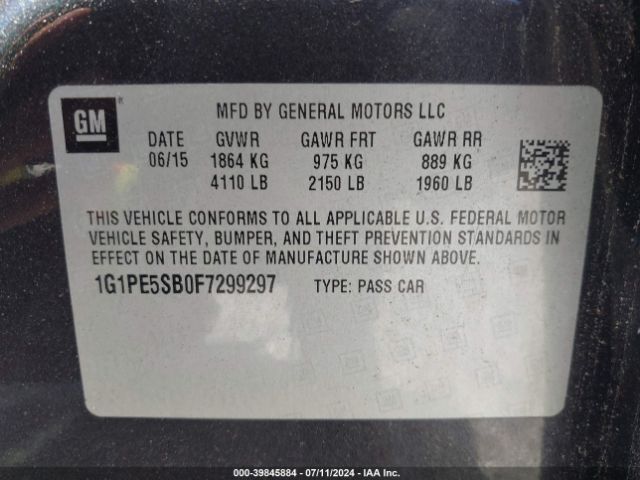 GM
MFD BY GENERAL MOTORS LLC
DATE GVWR GAWR FRT GAWR RR
06/15 1864 KG 975 KG 889 KG
4110 LB 2150 LB 1960 LB
THIS VEHICLE CONFORMS TO ALL APPLICABLE U.S. FEDERAL MOTOR
VEHICLE SAFETY, BUMPER, AND THEFT PREVENTION STANDARDS IN
EFFECT ON THE DATE OF MANUFACTURE SHOWN ABOVE.
1G1PE5SB0F7299297 TYPE: PASS CAR
000-39845884 / 07/11/2024 - IAA Inc.